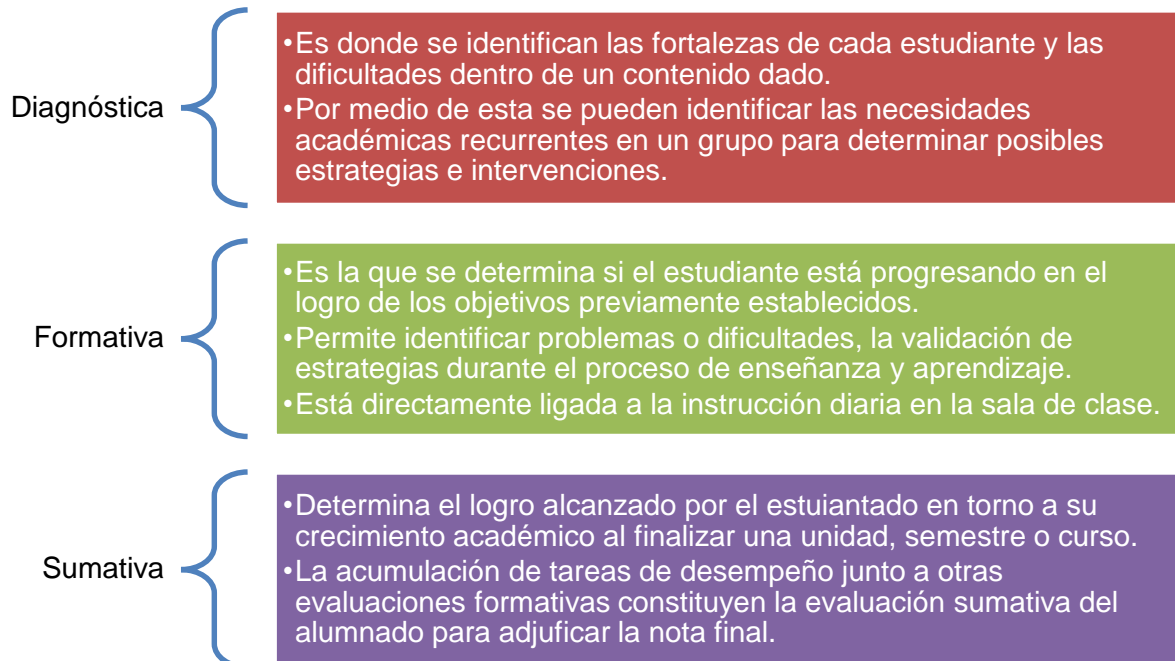 Diagnóstica
•Es donde se identifican las fortalezas de cada estudiante y las
dificultades dentro de un contenido dado.
•Por medio de esta se pueden identificar las necesidades
académicas recurrentes en un grupo para determinar posibles
estrategias e intervenciones.
Formativa
•Es la que se determina si el estudiante está progresando en el
logro de los objetivos previamente establecidos.
•Permite identificar problemas o dificultades, la validación de
estrategias durante el proceso de enseñanza y aprendizaje.
•Está directamente ligada a la instrucción diaria en la sala de clase.
Sumativa
•Determina el logro alcanzado por el estuiantado en torno a su
crecimiento académico al finalizar una unidad, semestre o curso.
•La acumulación de tareas de desempeño junto a otras
evaluaciones formativas constituyen la evaluación sumativa del
alumnado para adjuficar la nota final.